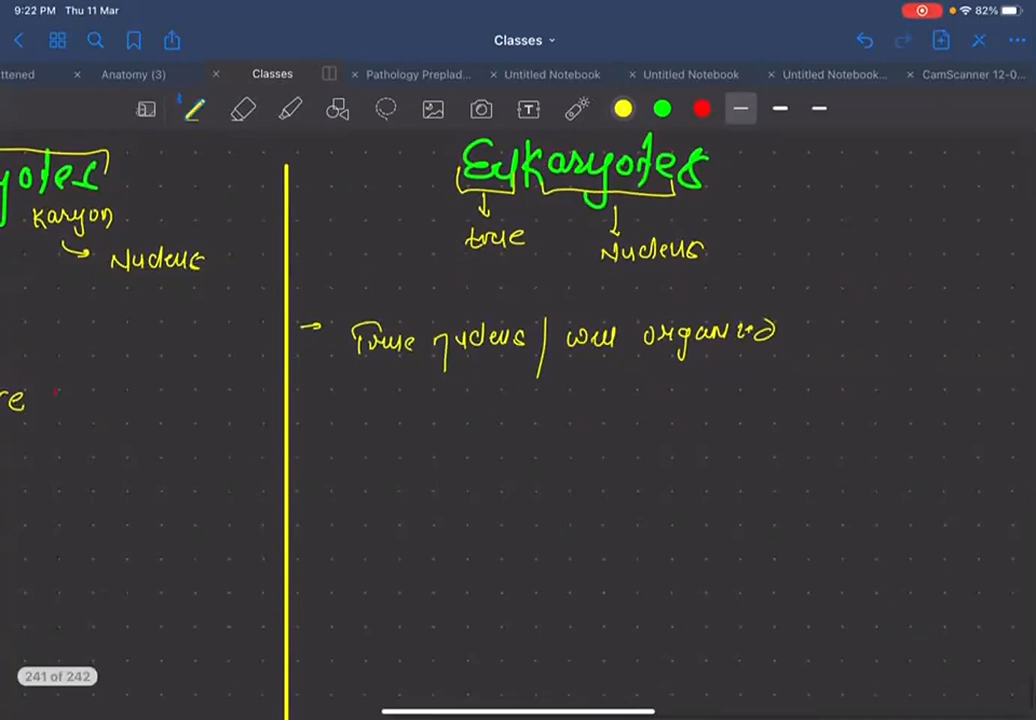 9:22 PM Thu 11 Mar
82%
Classes
ttened
Anatomy (3)
Classes
Pathology Preplad...
Untitled Notebook
Untitled Notebook
Untitled Notebook...
CamScanner 12-0...
yotes
Karyon
Nucleus
re
Eukaryotes
true
Nucleus
→ True nucleus / well organized
241 of 242